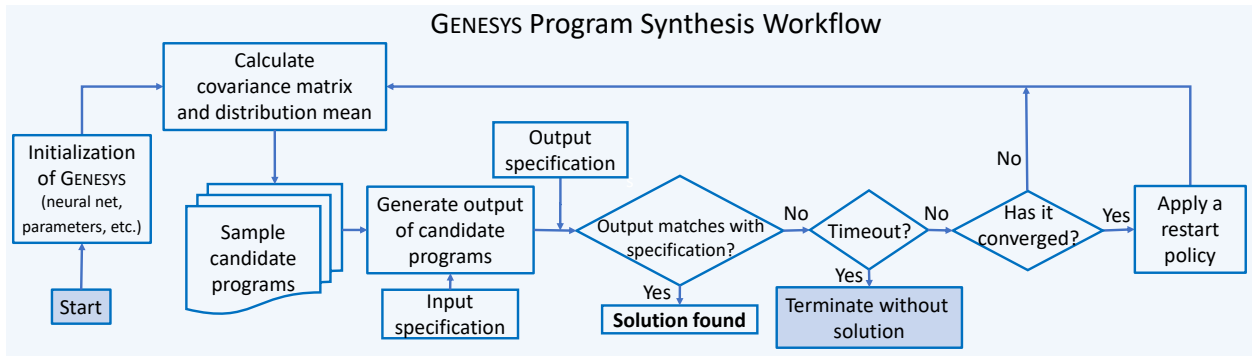 GENESYS Program Synthesis Workflow
Calculate
covariance matrix
and distribution mean
Initialization
of GENESYS
(neural net,
parameters, etc.)
Start
Sample
candidate
programs
Generate output
of candidate
programs
Input
specification
Output
specification
Output matches with
specification?
Yes
Solution found
No
Timeout?
Yes
Terminate without
solution
No
Has it
converged?
No
Yes
Apply a
restart
policy